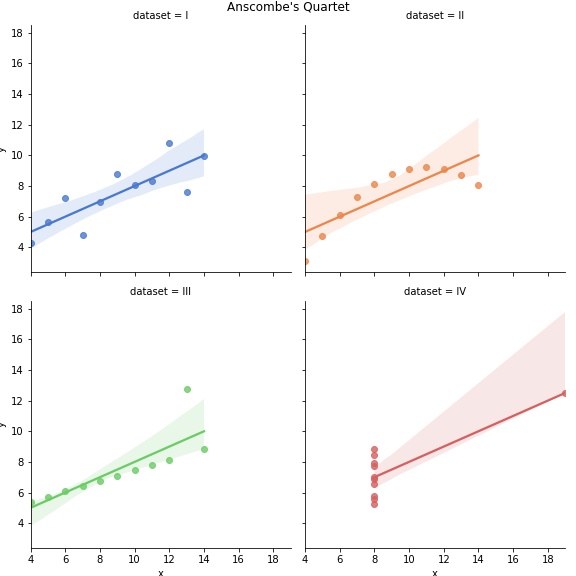 Anscombe's Quartet
dataset = I
dataset = II
18
16
14
12
10
8
6
4
y
dataset = III
dataset = IV
18
16
14
12
10
8
6
4
y
4 6 8 10 12 14 16 18
4 6 8 10 12 14 16 18
x
x